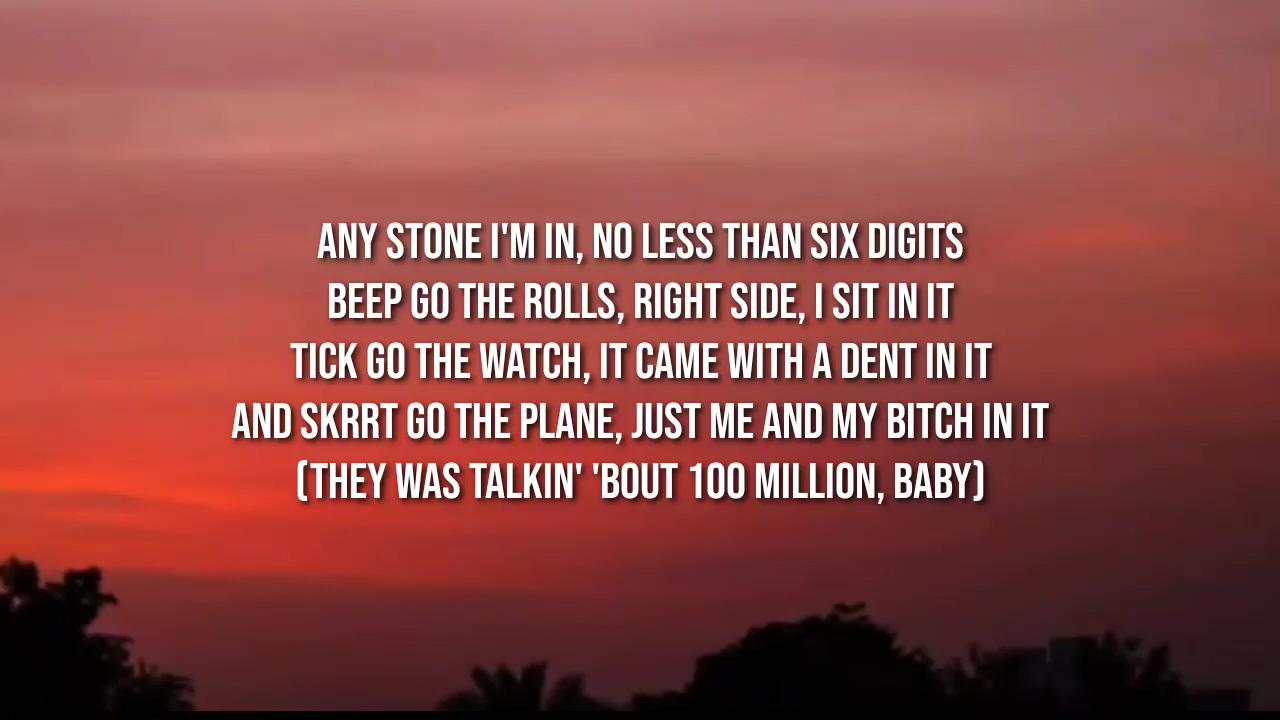 ANY STONE I'M IN, NO LESS THAN SIX DIGITS
BEEP GO THE ROLLS, RIGHT SIDE, I SIT IN IT
TICK GO THE WATCH, IT CAME WITH A DENT IN IT
AND SKRRT GO THE PLANE, JUST ME AND MY BITCH IN IT
(THEY WAS TALKIN' 'BOUT 100 MILLION, BABY)